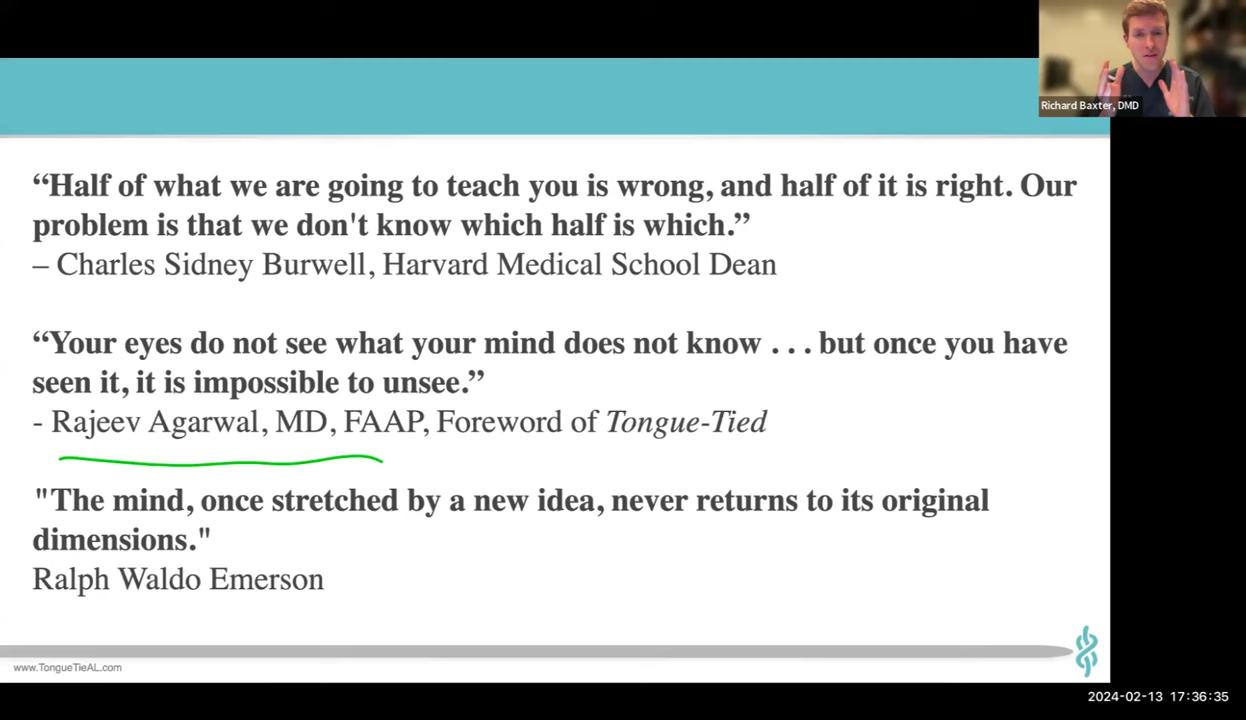 Richard Baxter, DMD
“Half of what we are going to teach you is wrong, and half of it is right. Our
problem is that we don't know which half is which.”
– Charles Sidney Burwell, Harvard Medical School Dean
“Your eyes do not see what your mind does not know . . . but once you have
seen it, it is impossible to unsee.”
- Rajeev Agarwal, MD, FAAP, Foreword of Tongue-Tied
"The mind, once stretched by a new idea, never returns to its original
dimensions."
Ralph Waldo Emerson
www.TongueTieAL.com
2024-02-13 17:36:35